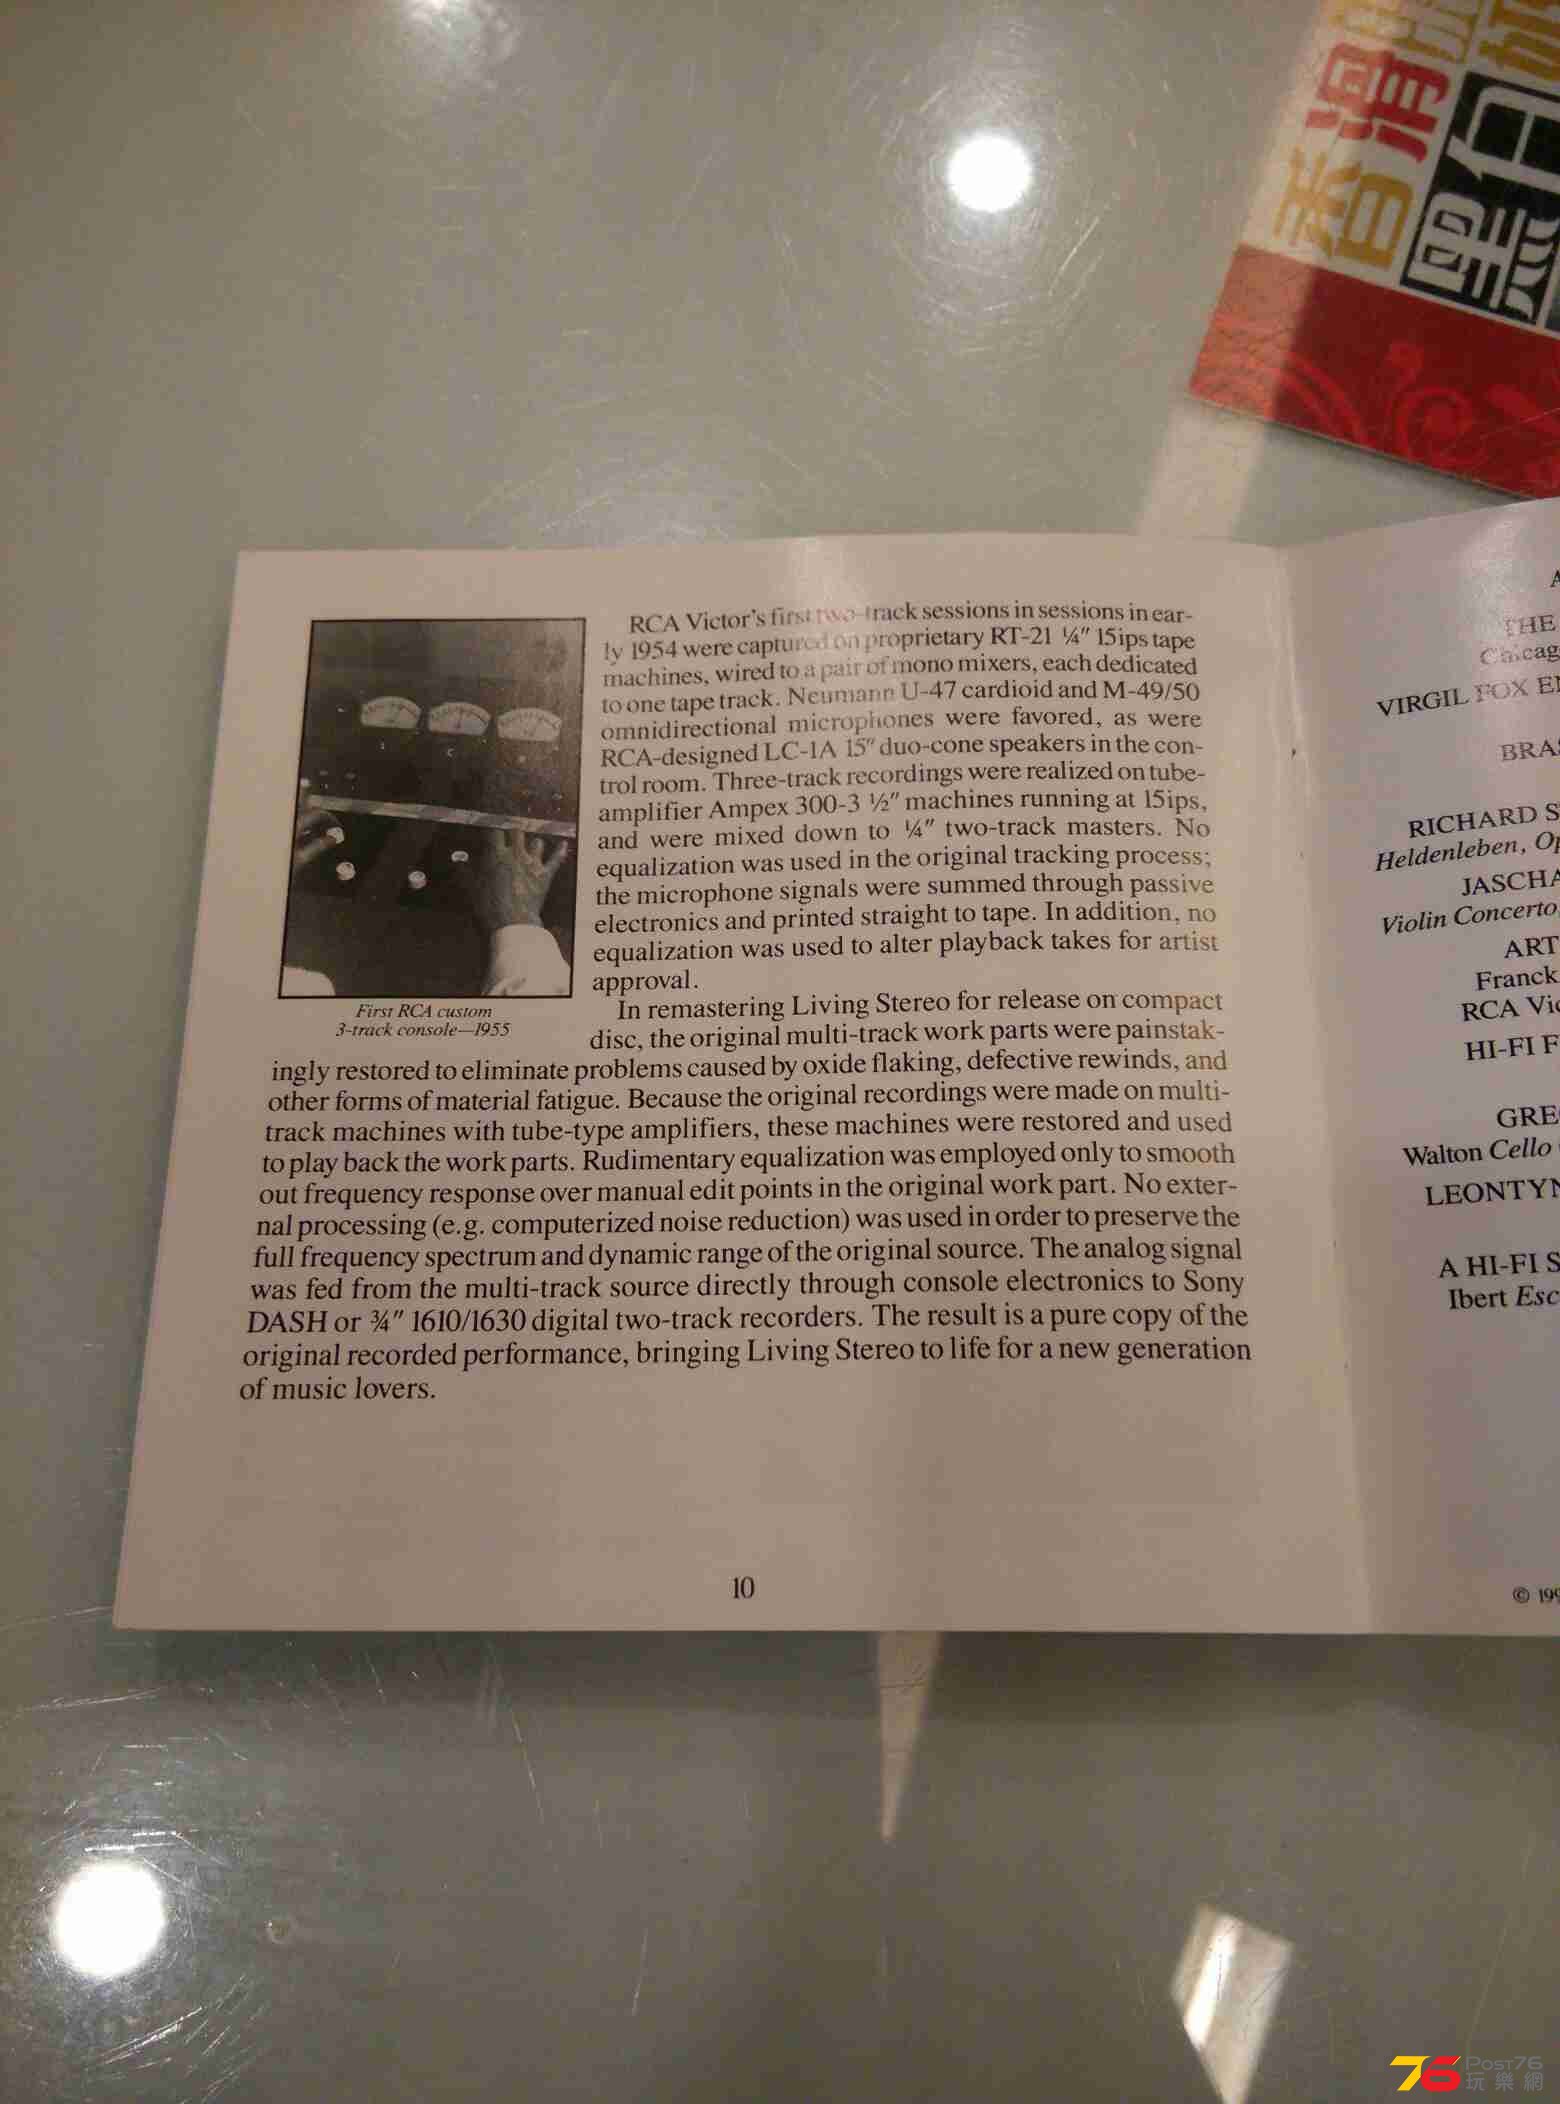 香滑
黑白
RCA Victor's first two-track sessions in sessions in ear-
ly 1954 were captured on proprietary RT-21 ¼" 15ips tape
machines, wired to a pair of mono mixers, each dedicated
to one tape track. Neumann U-47 cardioid and M-49/50
omnidirectional microphones were favored, as were
RCA-designed LC-1A 15" duo-cone speakers in the con-
trol room. Three-track recordings were realized on tube-
amplifier Ampex 300-3 ½" machines running at 15ips,
and were mixed down to ¼" two-track masters. No
equalization was used in the original tracking process;
the microphone signals were summed through passive
electronics and printed straight to tape. In addition, no
equalization was used to alter playback takes for artist
approval.
First RCA custom
3-track console—1955
In remastering Living Stereo for release on compact
disc, the original multi-track work parts were painstak-
ingly restored to eliminate problems caused by oxide flaking, defective rewinds, and
other forms of material fatigue. Because the original recordings were made on multi-
track machines with tube-type amplifiers, these machines were restored and used
to play back the work parts. Rudimentary equalization was employed only to smooth
out frequency response over manual edit points in the original work part. No exter-
nal processing (e.g. computerized noise reduction) was used in order to preserve the
full frequency spectrum and dynamic range of the original source. The analog signal
was fed from the multi-track source directly through console electronics to Sony
DASH or ¾" 1610/1630 digital two-track recorders. The result is a pure copy of the
original recorded performance, bringing Living Stereo to life for a new generation
of music lovers.
10
THE
Chicag
VIRGIL FOX EN
BRAS
RICHARD S
Heldenleben, Op
JASCHA
Violin Concerto
ART
Franck
RCA Vic
HI-FI F
GREG
Walton Cello
LEONTYN
A HI-FI S
Ibert Esc
© 199
76 Post76
玩樂網